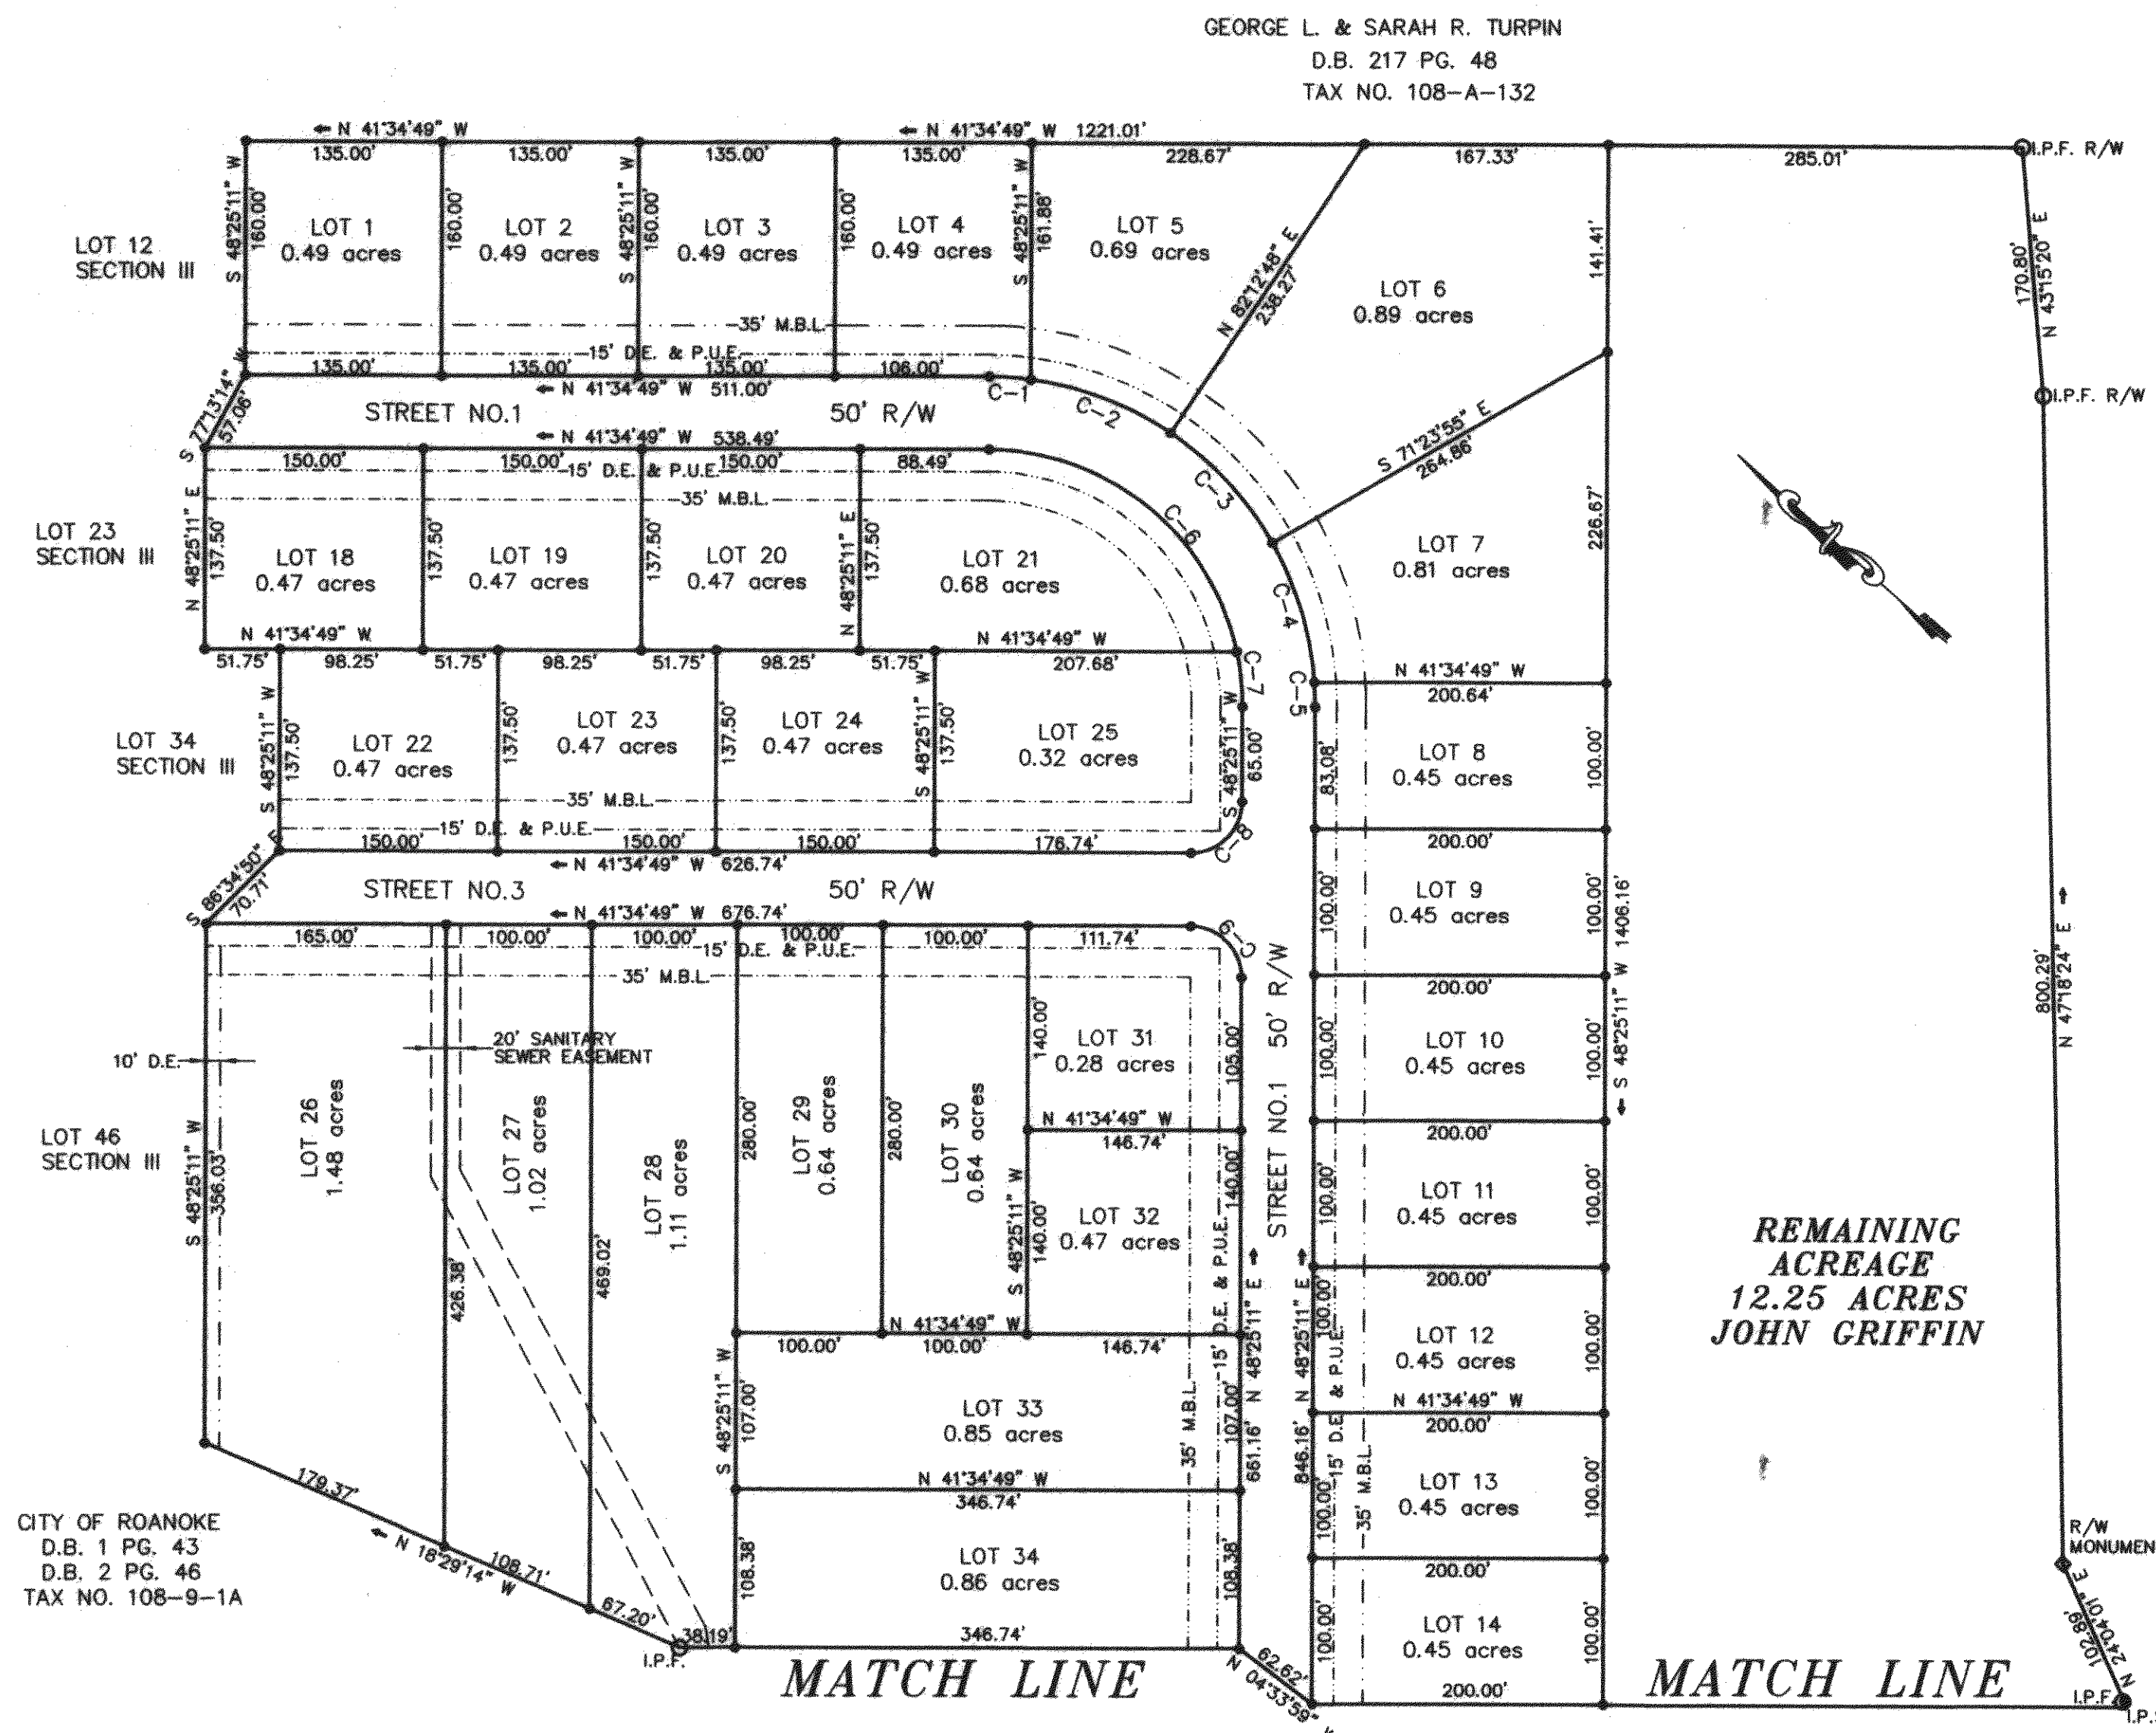 GEORGE L. & SARAH R. TURPIN
D.B. 217 PG. 48
TAX NO. 108-A-132
N 41°34'49" W
N 41°34'49" W 1221.01'
135.00'
135.00'
135.00'
135.00'
228.67'
167.33'
285.01'
I.P.F. R/W
LOT 12
SECTION III
S 48°25'11" W
160.00'
LOT 1
0.49 acres
160.00'
LOT 2
0.49 acres
S 48°25'11" W
160.00'
LOT 3
0.49 acres
160.00'
LOT 4
0.49 acres
S 48°25'11" W
161.88'
LOT 5
0.69 acres
N 82°12'48" E
238.27'
LOT 6
0.89 acres
141.41'
170.80'
N 43°15'20" E
I.P.F. R/W
35' M.B.L.
15' D.E. & P.U.E.
135.00'
135.00'
135.00'
106.00'
N 41°34'49" W 511.00'
C-1
C-2
C-3
C-4
C-5
S 77°13'14" W
57.06'
STREET NO.1
50' R/W
N 41°34'49" W 538.49'
150.00'
150.00'
150.00'
88.49'
15' D.E. & P.U.E.
35' M.B.L.
C-6
S 71°23'55" E
264.86'
226.67'
LOT 23
SECTION III
N 48°25'11" E
137.50'
LOT 18
0.47 acres
137.50'
LOT 19
0.47 acres
137.50'
LOT 20
0.47 acres
N 48°25'11" E
137.50'
LOT 21
0.68 acres
LOT 7
0.81 acres
N 41°34'49" W
N 41°34'49" W
51.75'
98.25'
51.75'
98.25'
51.75'
98.25'
51.75'
207.68'
C-7
N 41°34'49" W
200.64'
LOT 34
SECTION III
S 48°25'11" W
137.50'
LOT 22
0.47 acres
137.50'
LOT 23
0.47 acres
137.50'
LOT 24
0.47 acres
S 48°25'11" W
137.50'
LOT 25
0.32 acres
S 48°25'11" W
65.00'
83.08'
LOT 8
0.45 acres
100.00'
35' M.B.L.
15' D.E. & P.U.E.
150.00'
150.00'
150.00'
176.74'
C-8
200.00'
N 41°34'49" W 626.74'
S 86°34'50" E
70.71'
STREET NO.3
50' R/W
N 41°34'49" W 676.74'
165.00'
100.00'
100.00'
100.00'
100.00'
111.74'
C-9
15' D.E. & P.U.E.
35' M.B.L.
100.00'
LOT 9
0.45 acres
100.00'
S 48°25'11" W 1406.16'
200.00'
800.29'
N 47°18'24" E
10' D.E.
20' SANITARY
SEWER EASEMENT
LOT 46
SECTION III
S 48°25'11" W
356.03'
LOT 26
1.48 acres
426.38'
LOT 27
1.02 acres
469.02'
LOT 28
1.11 acres
280.00'
LOT 29
0.64 acres
280.00'
LOT 30
0.64 acres
140.00'
LOT 31
0.28 acres
105.00'
STREET NO.1 50' R/W
100.00'
LOT 10
0.45 acres
100.00'
N 41°34'49" W
146.74'
200.00'
S 48°25'11" W
140.00'
LOT 32
0.47 acres
140.00'
15' D.E. & P.U.E.
100.00'
LOT 11
0.45 acres
100.00'
200.00'
REMAINING
ACREAGE
12.25 ACRES
JOHN GRIFFIN
N 41°34'49" W
100.00'
100.00'
146.74'
661.16' N 48°25'11" E
846.16' N 48°25'11" E
100.00'
15' D.E. & P.U.E.
LOT 12
0.45 acres
100.00'
N 41°34'49" W
200.00'
S 48°25'11" W
107.00'
LOT 33
0.85 acres
35' M.B.L.
107.00'
N 41°34'49" W
346.74'
100.00'
35' M.B.L.
LOT 13
0.45 acres
100.00'
200.00'
CITY OF ROANOKE
D.B. 1 PG. 43
D.B. 2 PG. 46
TAX NO. 108-9-1A
179.37'
N 18°29'14" W
108.71'
67.20'
38.19'
I.P.F.
108.38'
LOT 34
0.86 acres
108.38'
346.74'
62.62'
N 04°33'59"
100.00'
LOT 14
0.45 acres
100.00'
200.00'
R/W
MONUMEN
N 24°04'01" E
102.89'
I.P.F.
MATCH LINE
MATCH LINE